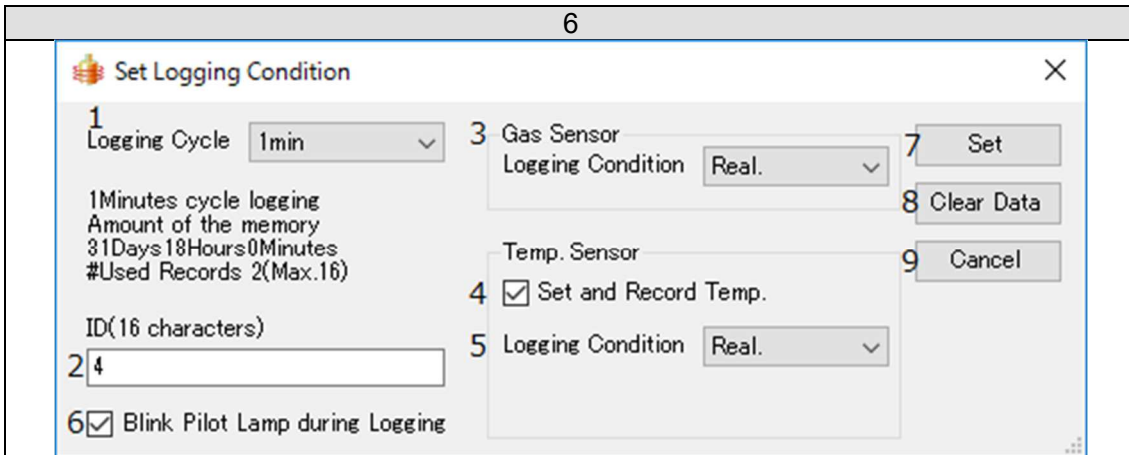 6
Set Logging Condition
1
Logging Cycle 1min
1Minutes cycle logging
Amount of the memory
31Days18Hours0Minutes
#Used Records 2(Max.16)
ID(16 characters)
2 4
6 Blink Pilot Lamp during Logging
3 Gas Sensor
Logging Condition Real.
Temp. Sensor
4 Set and Record Temp.
5 Logging Condition Real.
7 Set
8 Clear Data
9 Cancel